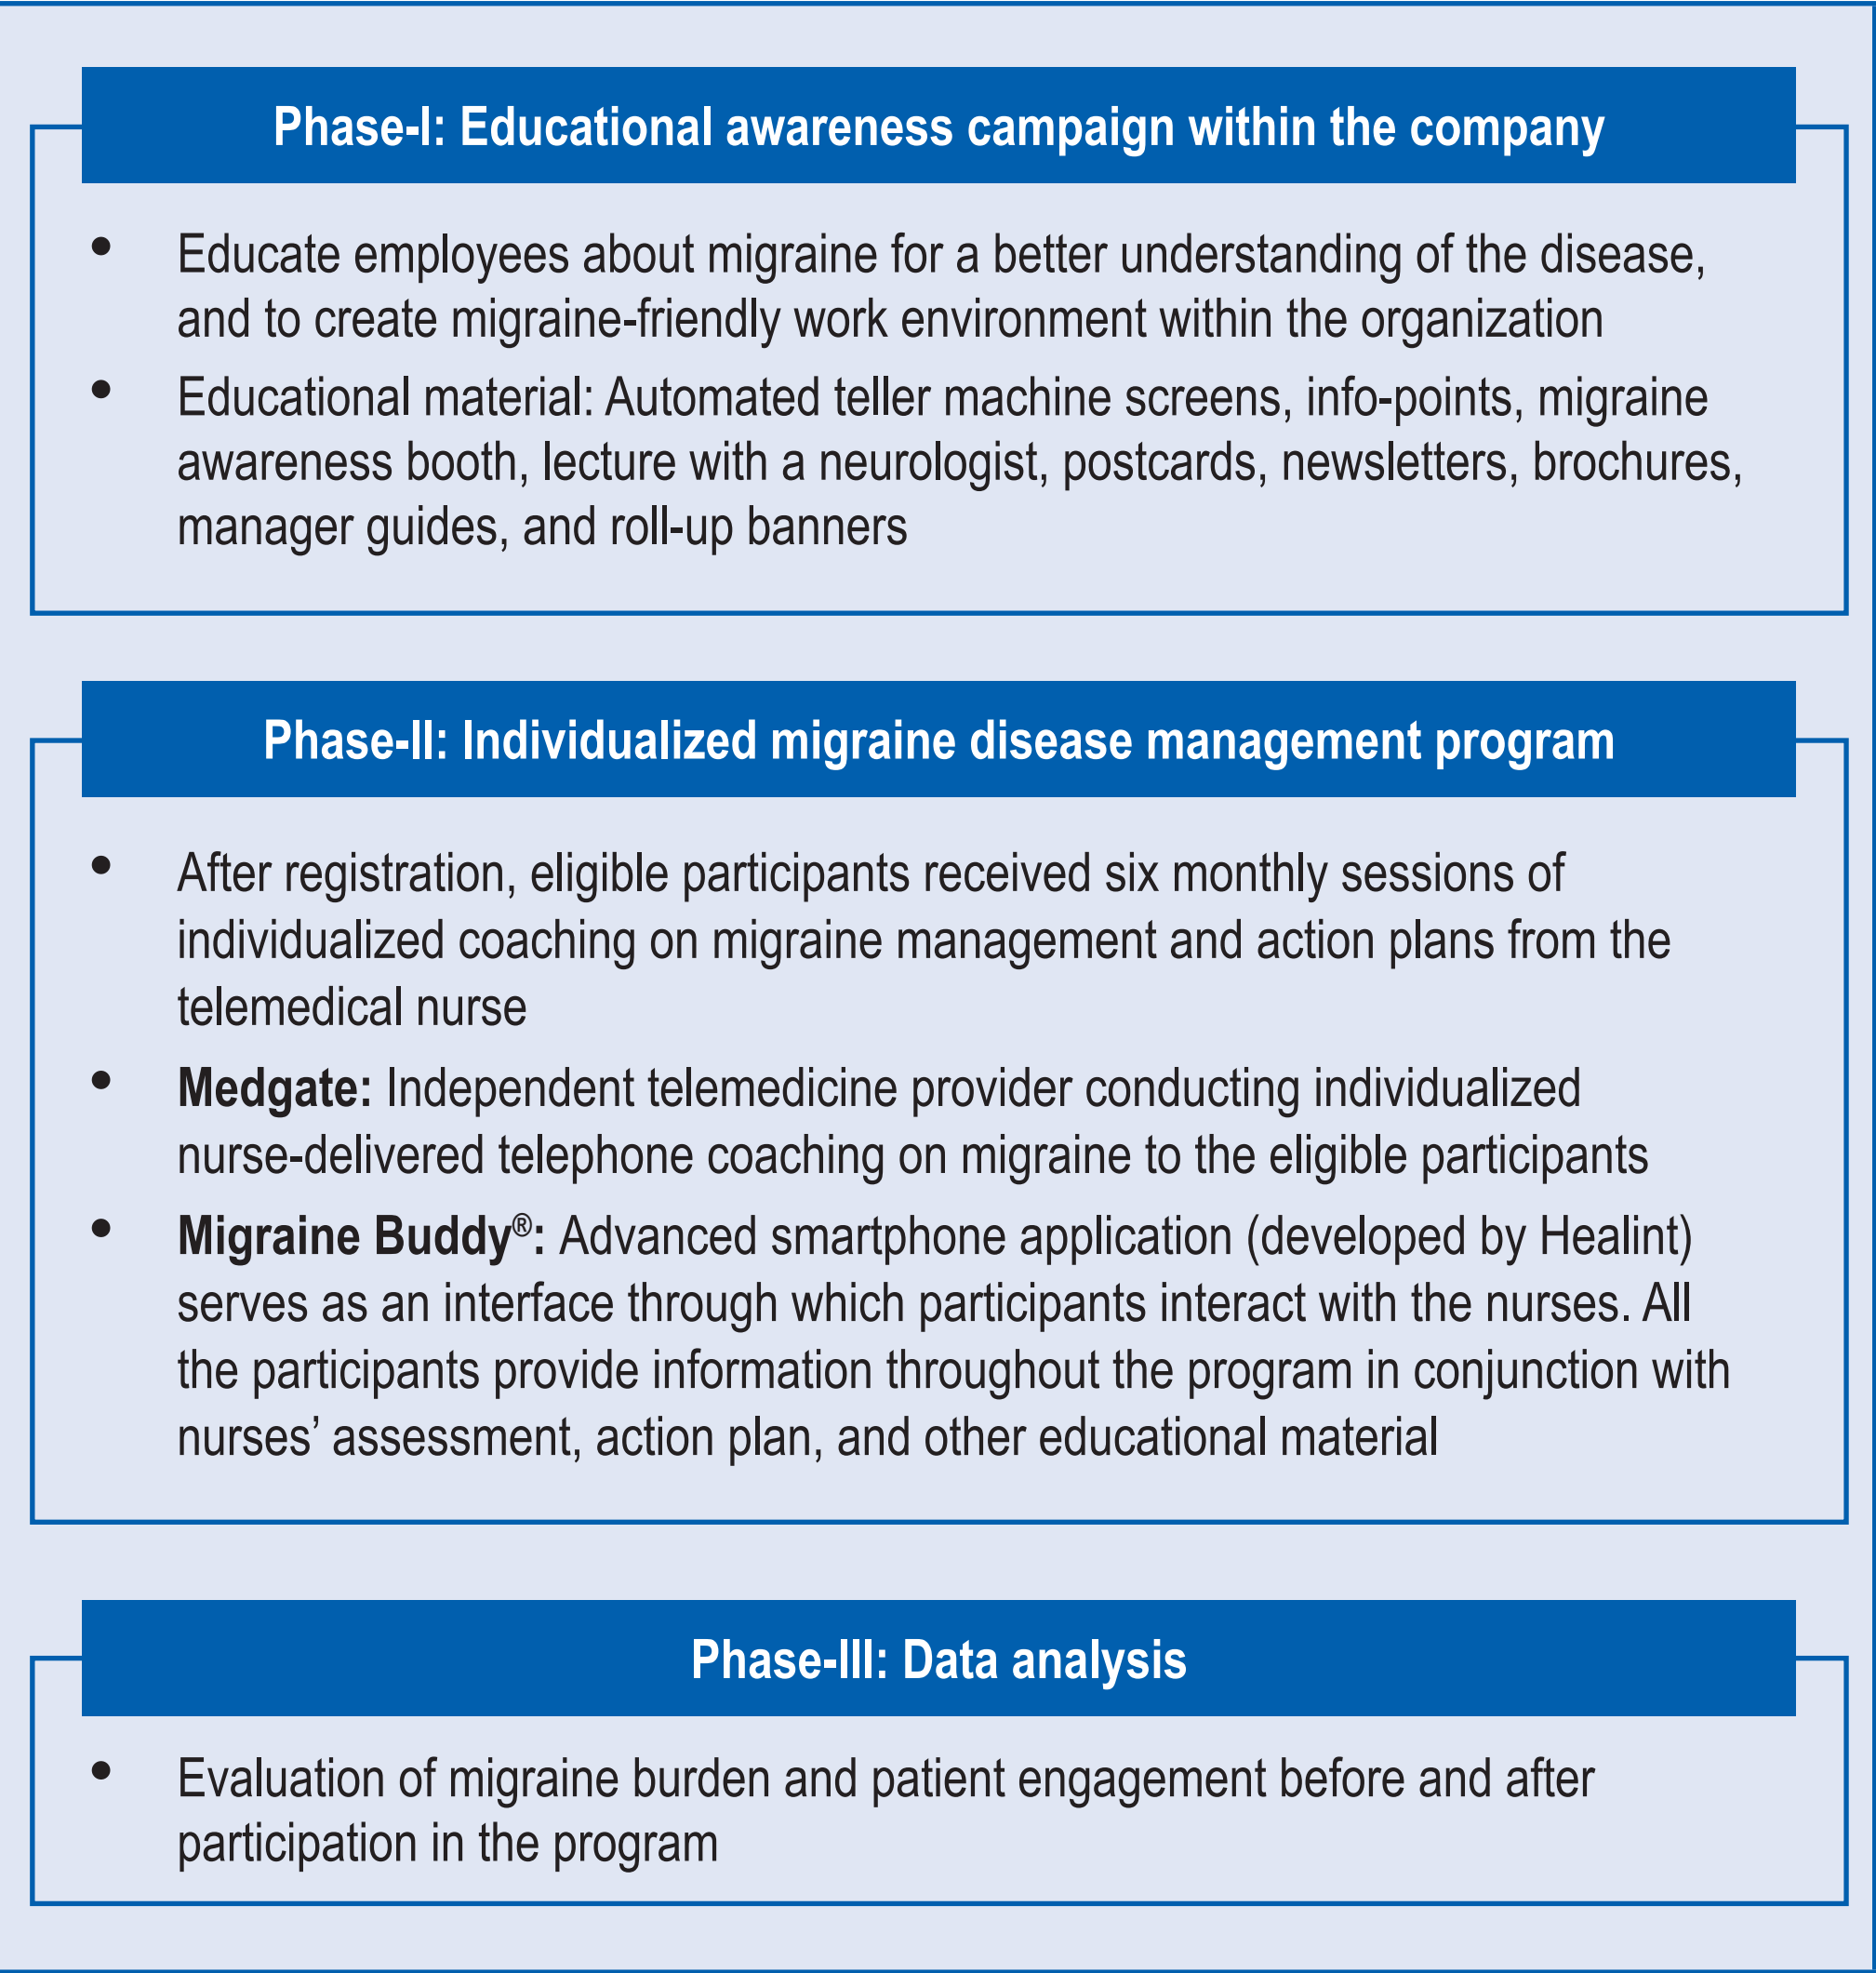 Phase-I: Educational awareness campaign within the company
• Educate employees about migraine for a better understanding of the disease,
and to create migraine-friendly work environment within the organization
• Educational material: Automated teller machine screens, info-points, migraine
awareness booth, lecture with a neurologist, postcards, newsletters, brochures,
manager guides, and roll-up banners
Phase-II: Individualized migraine disease management program
• After registration, eligible participants received six monthly sessions of
individualized coaching on migraine management and action plans from the
telemedical nurse
• Medgate: Independent telemedicine provider conducting individualized
nurse-delivered telephone coaching on migraine to the eligible participants
• Migraine Buddy®: Advanced smartphone application (developed by Healint)
serves as an interface through which participants interact with the nurses. All
the participants provide information throughout the program in conjunction with
nurses’ assessment, action plan, and other educational material
Phase-III: Data analysis
• Evaluation of migraine burden and patient engagement before and after
participation in the program